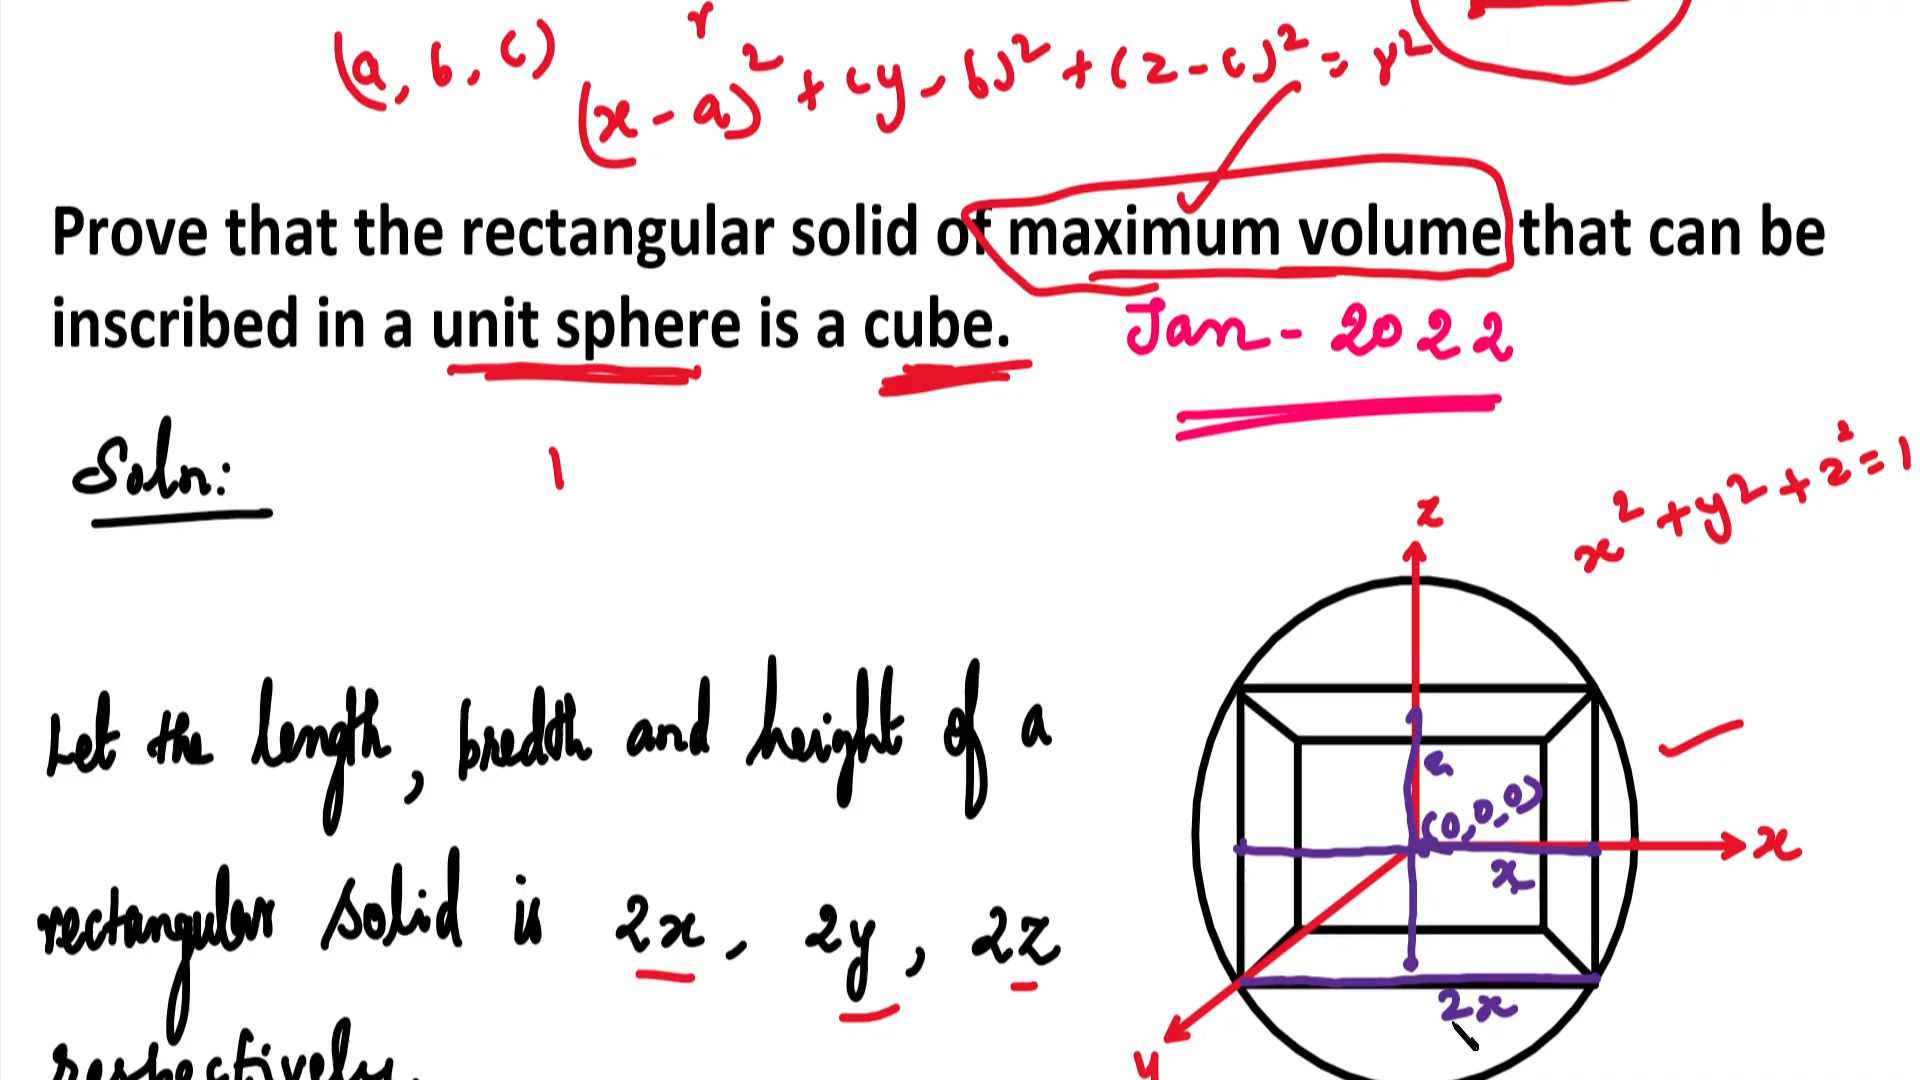 (a, b, c) r
(x - a)² + (y - b)² + (z - c)² = r²
Prove that the rectangular solid of maximum volume that can be
inscribed in a unit sphere is a cube. Jan - 2022
Soln: 1
x² + y² + z² = 1
z
Let the length, bredth and height of a
z
(0,0,0)
x
x
rectangular solid is 2x, 2y, 2z
2x
y
respectively.